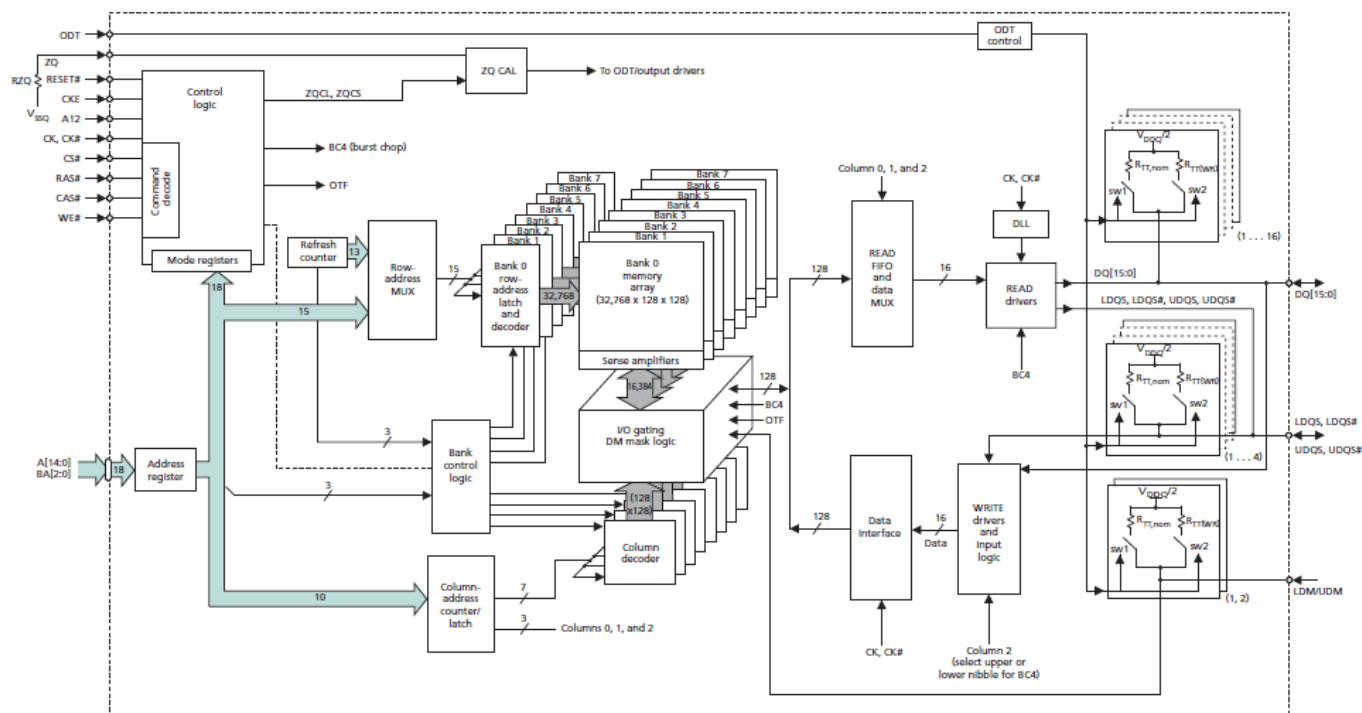 ODT
ODT
control
ZQ
RZQ
RESET#
CKE
VSSQ
A12
CK, CK#
CS#
RAS#
CAS#
WE#
Control
logic
Command
decode
Mode registers
ZQ CAL
To ODT/output drivers
ZQCL, ZQCS
BC4 (burst chop)
OTF
Refresh
counter
13
Row-
address
MUX
15
18
15
Bank 7
Bank 6
Bank 5
Bank 4
Bank 3
Bank 2
Bank 1
Bank 0
row-
address
latch
and
decoder
32,768
Bank 7
Bank 6
Bank 5
Bank 4
Bank 3
Bank 2
Bank 1
Bank 0
memory
array
(32,768 x 128 x 128)
Sense amplifiers
16,384
I/O gating
DM mask logic
128
BC4
OTF
(128
x128)
Column
decoder
3
Bank
control
logic
3
A[14:0]
BA[2:0]
18
Address
register
10
Column-
address
counter/
latch
7
3
Columns 0, 1, and 2
Column 0, 1, and 2
128
READ
FIFO
and
data
MUX
16
CK, CK#
DLL
READ
drivers
BC4
DQ[15:0]
LDQS, LDQS#, UDQS, UDQS#
128
Data
interface
16
Data
WRITE
drivers
and
input
logic
CK, CK#
Column 2
(select upper or
lower nibble for BC4)
VDDQ/2
RTT,nom
RTT(WR)
sw1
sw2
(1 . . . 16)
DQ[15:0]
VDDQ/2
RTT,nom
RTT(WR)
sw1
sw2
(1 . . . 4)
LDQS, LDQS#
UDQS, UDQS#
VDDQ/2
RTT,nom
RTT(WR)
sw1
sw2
(1, 2)
LDM/UDM